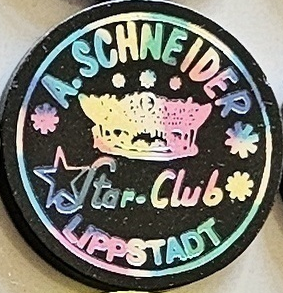 A. SCHNEIDER
Star-Club
LIPPSTADT